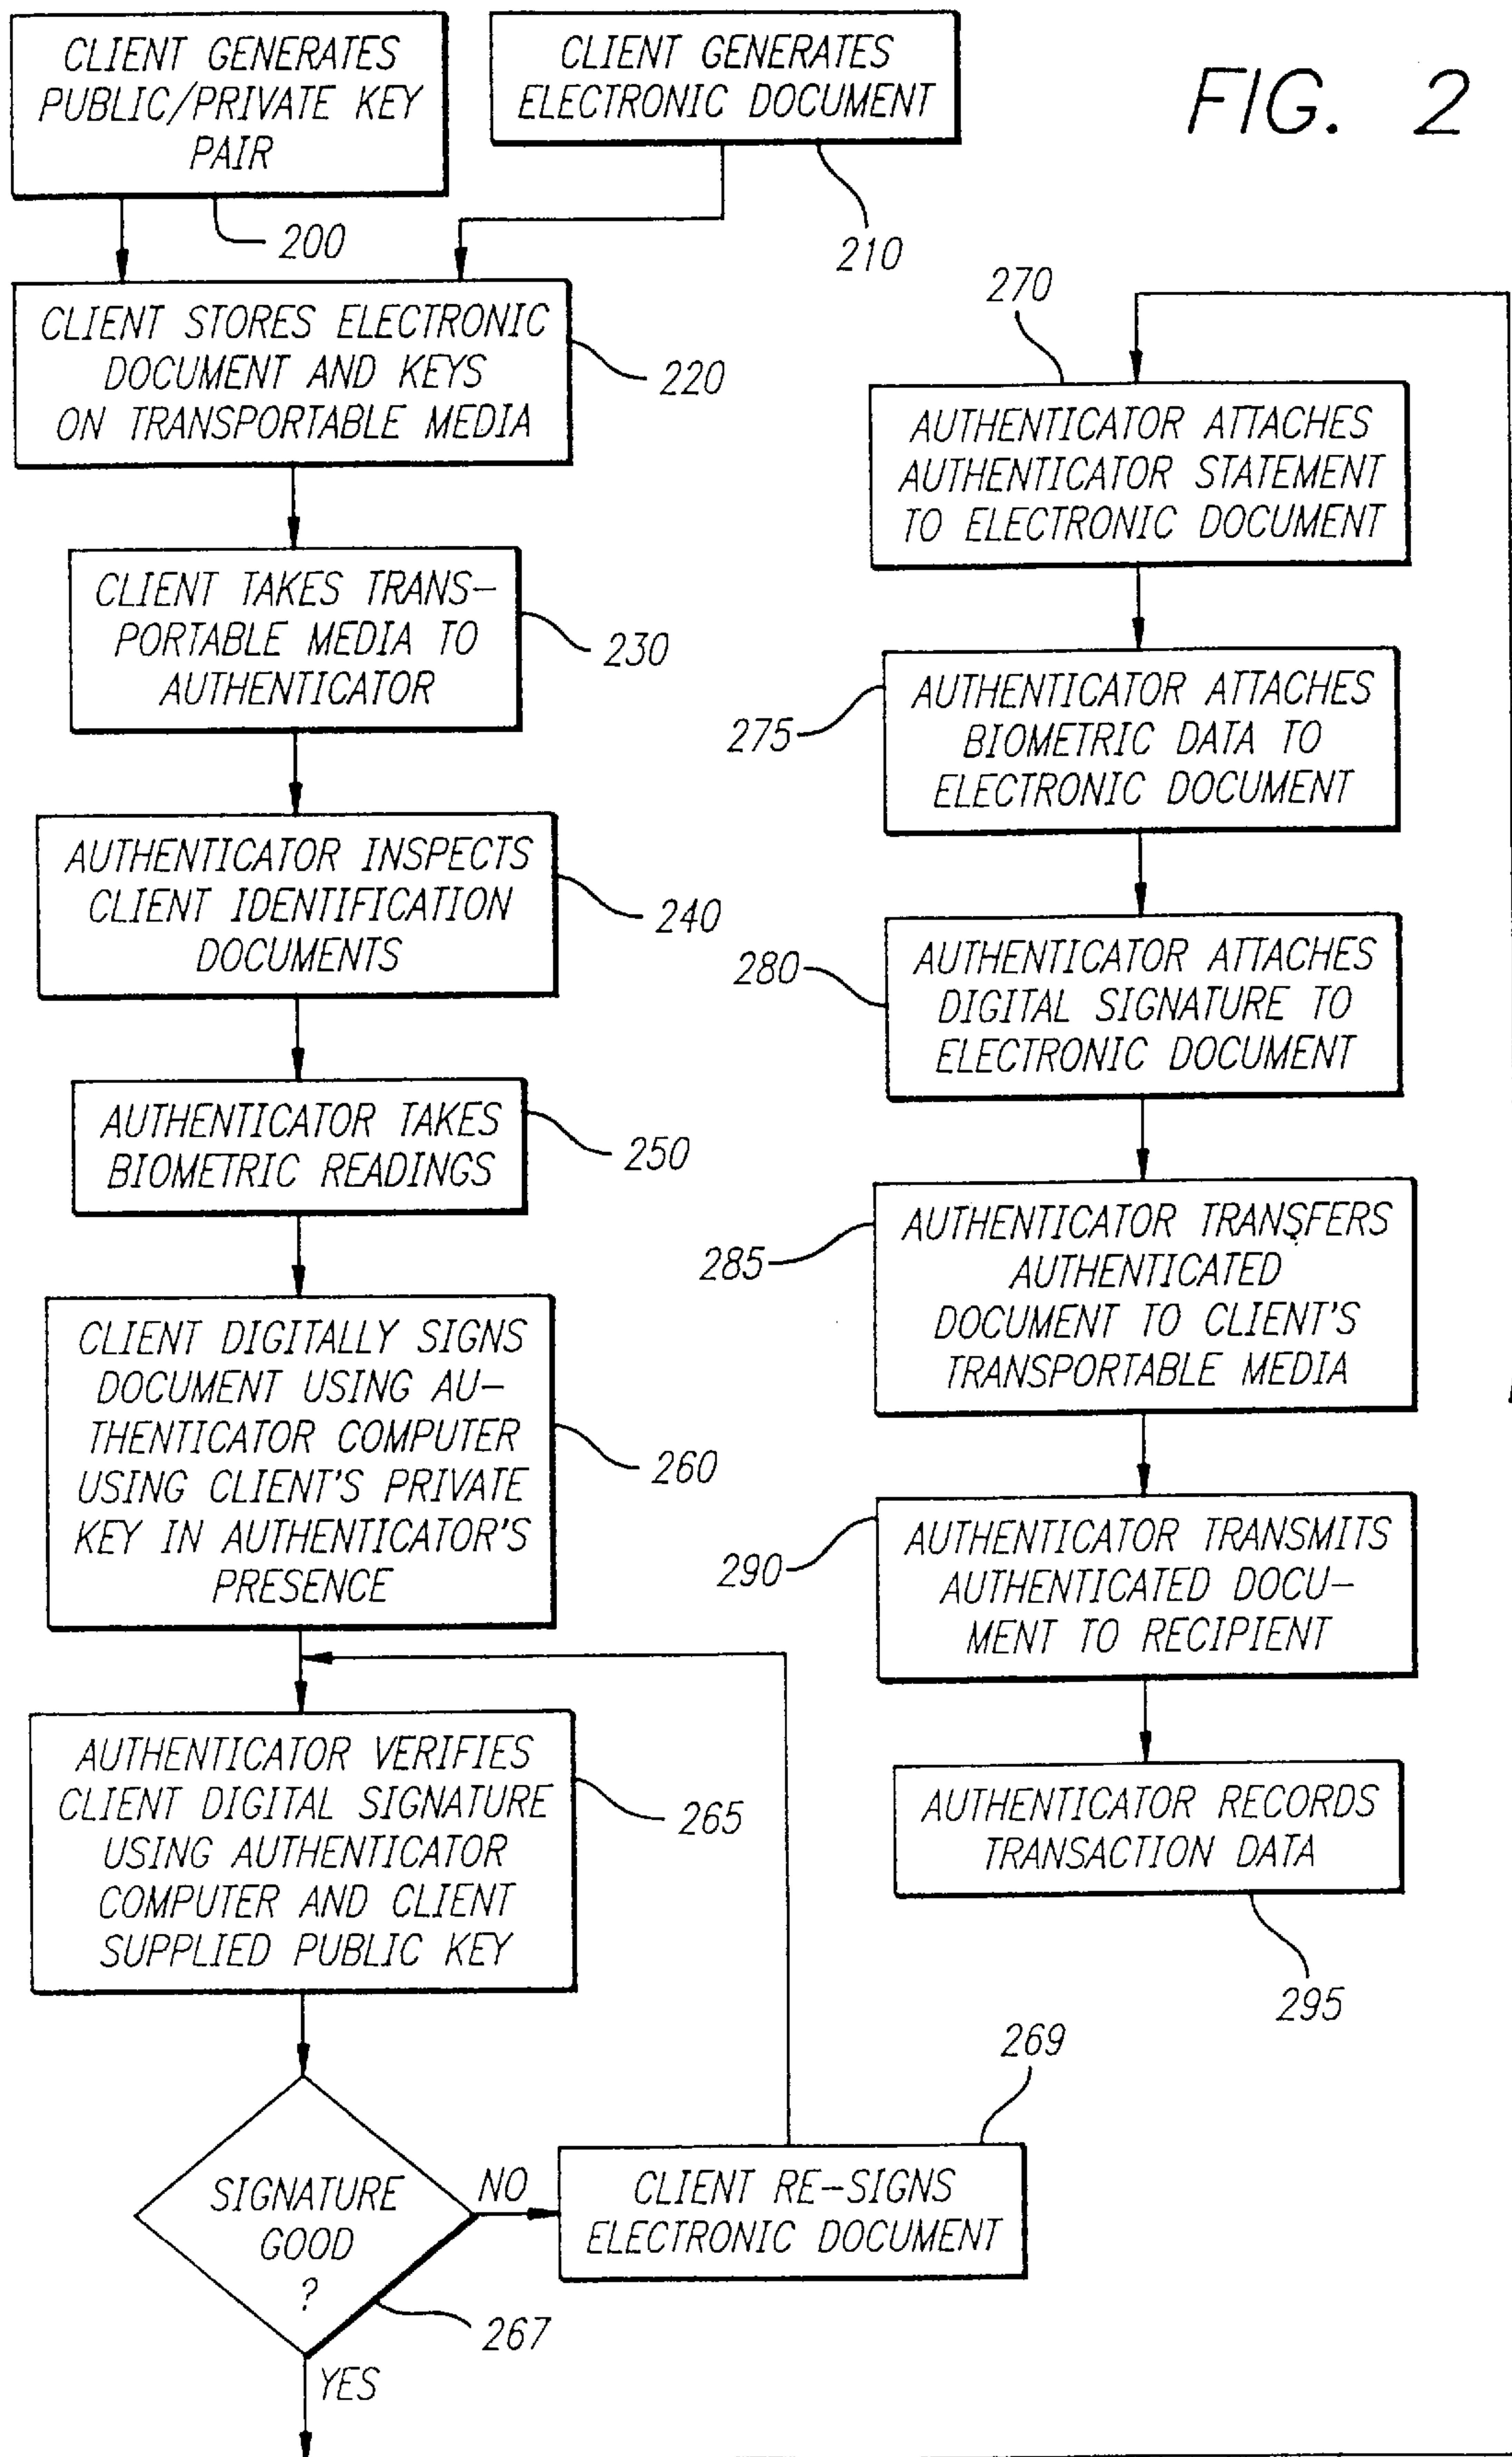 FIG. 2
CLIENT GENERATES
PUBLIC/PRIVATE KEY
PAIR
200
CLIENT GENERATES
ELECTRONIC DOCUMENT
210
CLIENT STORES ELECTRONIC
DOCUMENT AND KEYS
ON TRANSPORTABLE MEDIA
220
CLIENT TAKES TRANS-
PORTABLE MEDIA TO
AUTHENTICATOR
230
AUTHENTICATOR INSPECTS
CLIENT IDENTIFICATION
DOCUMENTS
240
AUTHENTICATOR TAKES
BIOMETRIC READINGS
250
CLIENT DIGITALLY SIGNS
DOCUMENT USING AU-
THENTICATOR COMPUTER
USING CLIENT'S PRIVATE
KEY IN AUTHENTICATOR'S
PRESENCE
260
AUTHENTICATOR VERIFIES
CLIENT DIGITAL SIGNATURE
USING AUTHENTICATOR
COMPUTER AND CLIENT
SUPPLIED PUBLIC KEY
265
SIGNATURE
GOOD
?
267
NO
YES
269
CLIENT RE-SIGNS
ELECTRONIC DOCUMENT
270
AUTHENTICATOR ATTACHES
AUTHENTICATOR STATEMENT
TO ELECTRONIC DOCUMENT
275
AUTHENTICATOR ATTACHES
BIOMETRIC DATA TO
ELECTRONIC DOCUMENT
280
AUTHENTICATOR ATTACHES
DIGITAL SIGNATURE TO
ELECTRONIC DOCUMENT
285
AUTHENTICATOR TRANSFERS
AUTHENTICATED
DOCUMENT TO CLIENT'S
TRANSPORTABLE MEDIA
290
AUTHENTICATOR TRANSMITS
AUTHENTICATED DOCU-
MENT TO RECIPIENT
AUTHENTICATOR RECORDS
TRANSACTION DATA
295